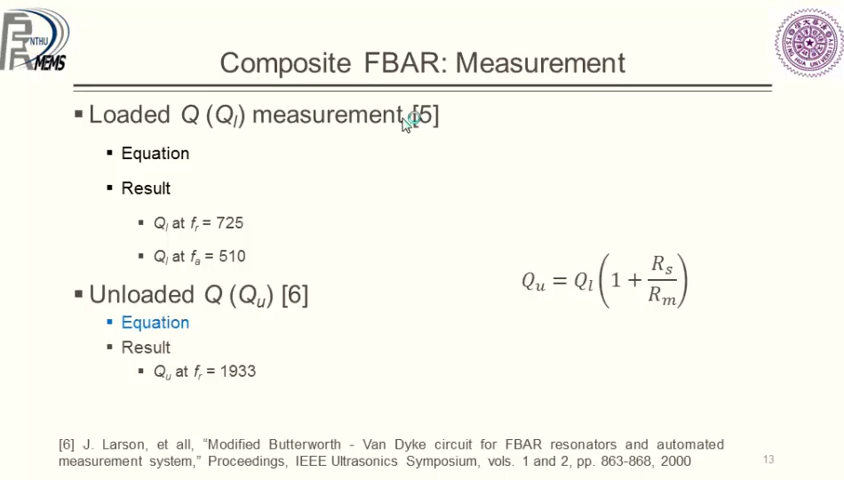 NTHU
MEMS
Composite FBAR: Measurement
▪ Loaded Q (Ql) measurement [5]
▪ Equation
▪ Result
▪ Ql at fr = 725
▪ Ql at fa = 510
Qu = Ql (1 + Rs/Rm)
▪ Unloaded Q (Qu) [6]
▪ Equation
▪ Result
▪ Qu at fr = 1933
[6] J. Larson, et all, “Modified Butterworth - Van Dyke circuit for FBAR resonators and automated
measurement system,” Proceedings, IEEE Ultrasonics Symposium, vols. 1 and 2, pp. 863-868, 2000
13